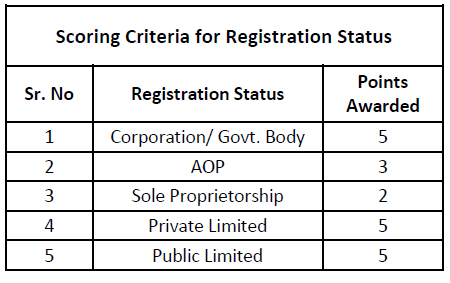 Scoring Criteria for Registration Status
Sr. No Registration Status Points Awarded
1 Corporation/ Govt. Body 5
2 AOP 3
3 Sole Proprietorship 2
4 Private Limited 5
5 Public Limited 5